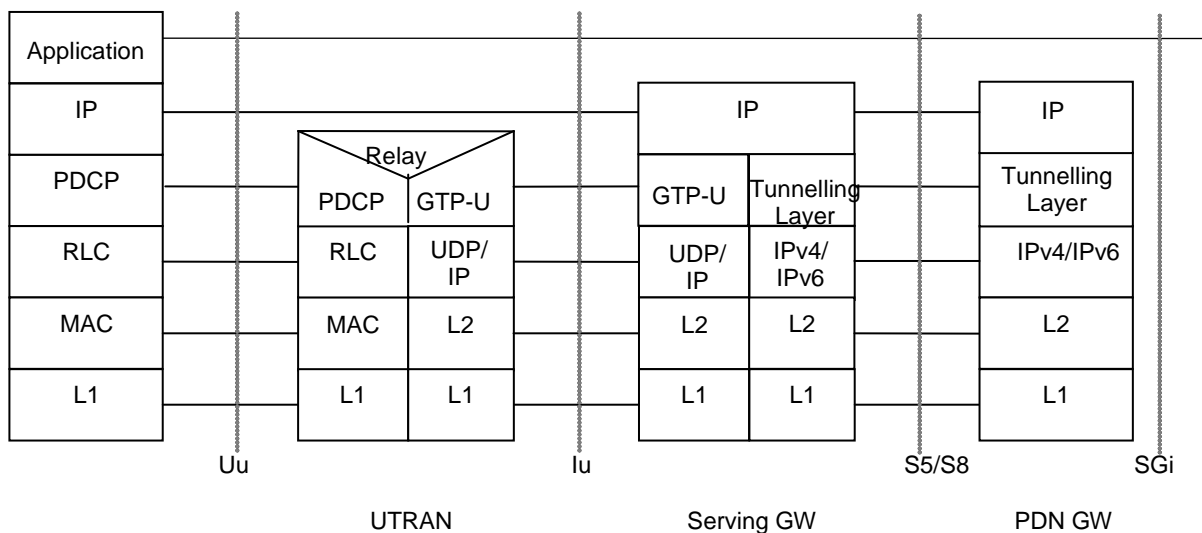 Application
IP
IP
IP
Relay
PDCP
PDCP
GTP-U
GTP-U
Tunnelling
Layer
Tunnelling
Layer
RLC
RLC
UDP/
IP
UDP/
IP
IPv4/
IPv6
IPv4/IPv6
MAC
MAC
L2
L2
L2
L2
L1
L1
L1
L1
L1
L1
Uu
Iu
S5/S8
SGi
UTRAN
Serving GW
PDN GW